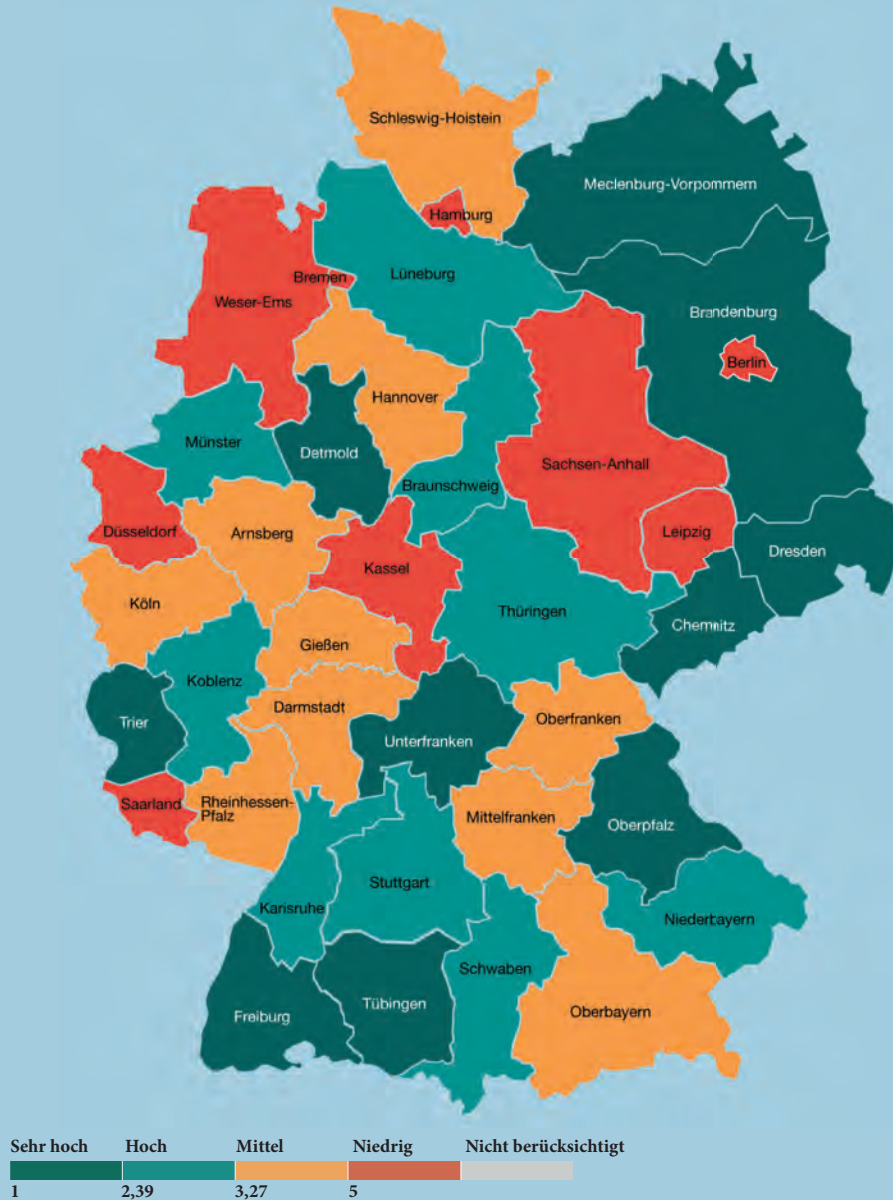 Schleswig-Hoistein
Meclenburg-Vorpommern
Hamburg
Bremen
Lüneburg
Weser-Ems
Brandenburg
Berlin
Hannover
Münster
Detmold
Sachsen-Anhall
Braunschweig
Düsseldorf
Arnsberg
Leipzig
Dresden
Kassel
Köln
Thüringen
Chemnitz
Gießen
Koblenz
Darmstadt
Trier
Oberfranken
Unterfranken
Saarland
Rheinhessen-
Pfalz
Mittelfranken
Oberpfalz
Stuttgart
Karisruhe
Niederbayern
Schwaben
Tübingen
Freiburg
Oberbayern
Sehr hoch Hoch Mittel Niedrig Nicht berücksichtigt
1 2,39 3,27 5